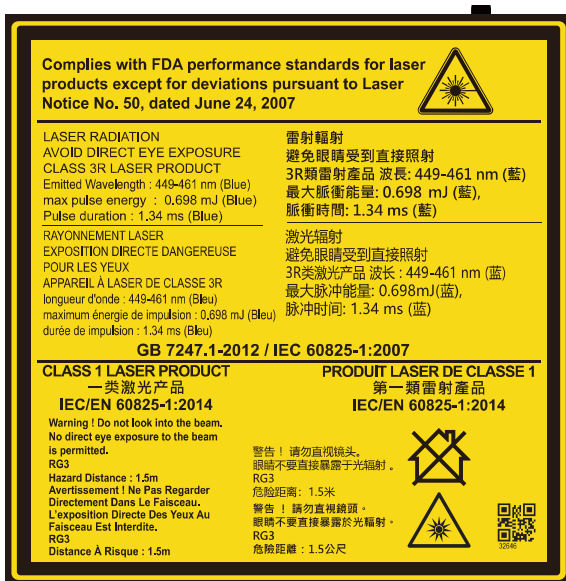 Complies with FDA performance standards for laser
products except for deviations pursuant to Laser
Notice No. 50, dated June 24, 2007
LASER RADIATION
AVOID DIRECT EYE EXPOSURE
CLASS 3R LASER PRODUCT
Emitted Wavelength : 449-461 nm (Blue)
max pulse energy : 0.698 mJ (Blue)
Pulse duration : 1.34 ms (Blue)
雷射輻射
避免眼睛受到直接照射
3R類雷射產品 波長: 449-461 nm (藍)
最大脈衝能量: 0.698 mJ (藍),
脈衝時間: 1.34 ms (藍)
RAYONNEMENT LASER
EXPOSITION DIRECTE DANGEREUSE
POUR LES YEUX
APPAREIL À LASER DE CLASSE 3R
longueur d'onde : 449-461 nm (Bleu)
maximum énergie de impulsion : 0,698 mJ (Bleu)
durée de impulsion : 1.34 ms (Bleu)
激光辐射
避免眼睛受到直接照射
3R类激光产品 波长 : 449-461 nm (蓝)
最大脉冲能量: 0.698mJ(蓝),
脉冲时间: 1.34 ms (蓝)
GB 7247.1-2012 / IEC 60825-1:2007
CLASS 1 LASER PRODUCT
一类激光产品
IEC/EN 60825-1:2014
PRODUIT LASER DE CLASSE 1
第一類雷射產品
IEC/EN 60825-1:2014
Warning ! Do not look into the beam.
No direct eye exposure to the beam
is permitted.
RG3
Hazard Distance : 1.5m
Avertissement ! Ne Pas Regarder
Directement Dans Le Faisceau.
L'exposition Directe Des Yeux Au
Faisceau Est Interdite.
RG3
Distance À Risque : 1.5m
警告！ 请勿直视镜头。
眼睛不要直接暴露于光辐射 。
RG3
危险距离: 1.5米
警告！ 請勿直視鏡頭。
眼睛不要直接暴露於光輻射。
RG3
危險距離 : 1.5公尺
32646